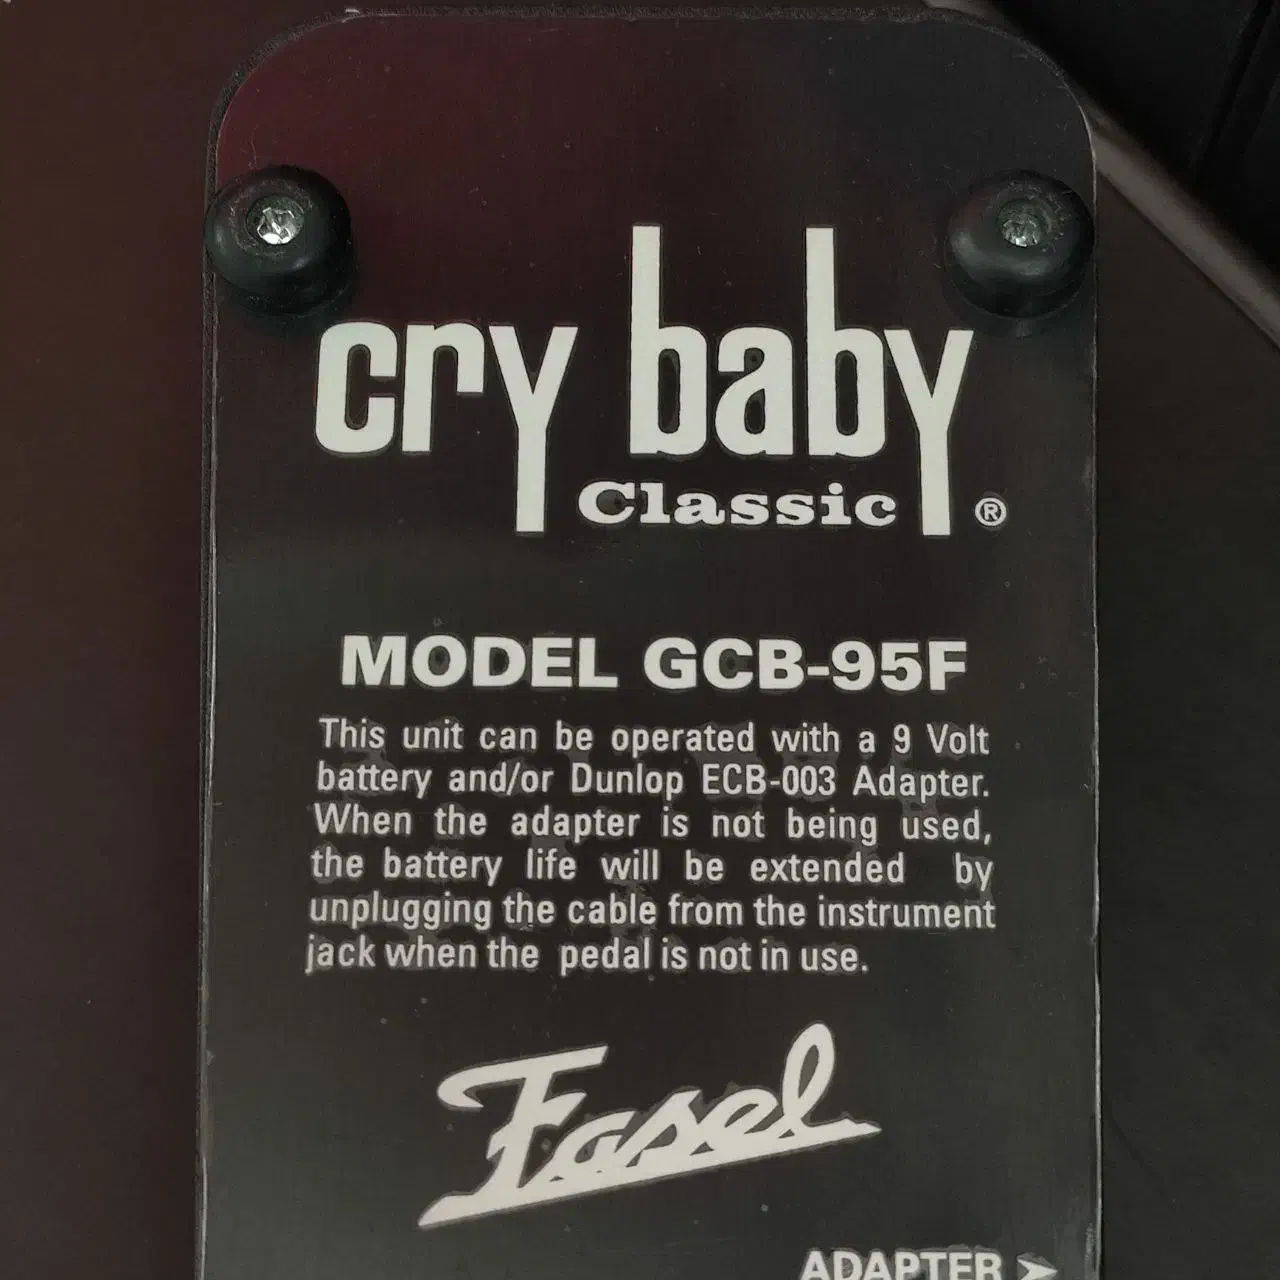 cry baby
Classic ®
MODEL GCB-95F
This unit can be operated with a 9 Volt
battery and/or Dunlop ECB-003 Adapter.
When the adapter is not being used,
the battery life will be extended by
unplugging the cable from the instrument
jack when the pedal is not in use.
Fasel
ADAPTER ➤